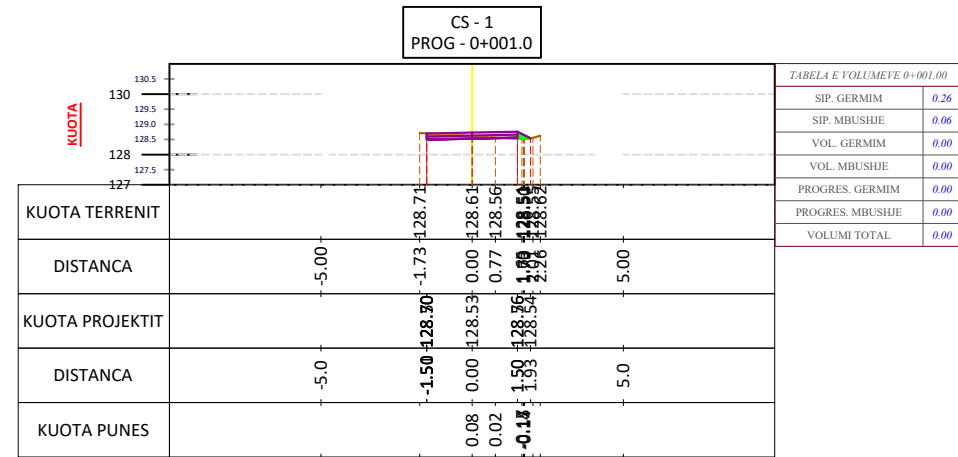 CS - 1
PROG - 0+001.0
KUOTA
130.5
130
129.5
129.0
128.5
128
127.5
127
TABELA E VOLUMEVE 0+001.00
SIP. GERMIM 0.26
SIP. MBUSHJE 0.06
VOL. GERMIM 0.00
VOL. MBUSHJE 0.00
PROGRES. GERMIM 0.00
PROGRES. MBUSHJE 0.00
VOLUMI TOTAL 0.00
KUOTA TERRENIT 128.71 128.61 128.56 128.62
DISTANCA -5.00 -1.73 0.00 0.77 2.26 5.00
KUOTA PROJEKTIT 128.70 128.53 128.76 128.54
DISTANCA -5.0 0.00 1.50 1.93 5.0
KUOTA PUNES 0.08 0.02